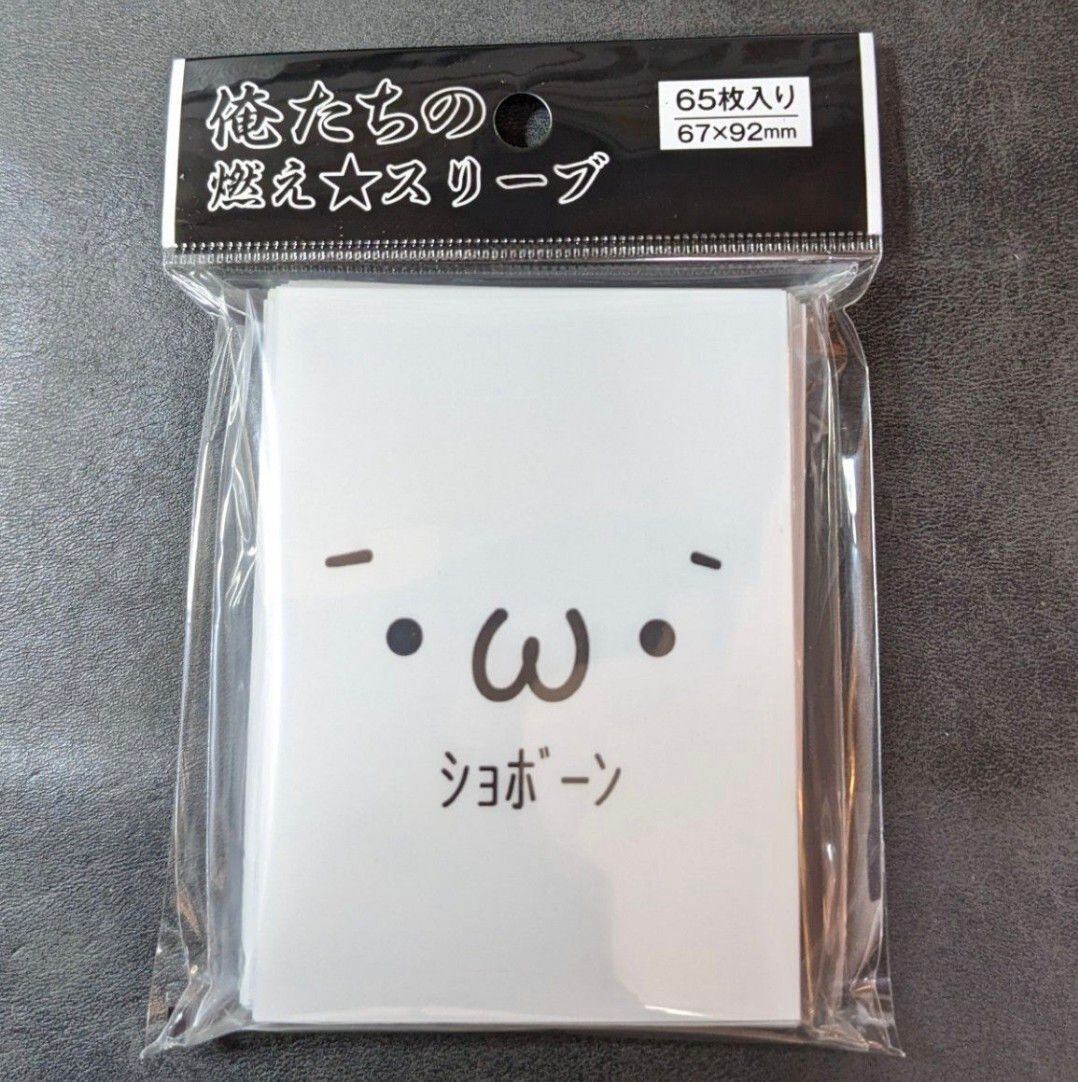 俺たちの
燃え☆スリーブ
65枚入り
67×92mm
ω
ショボーン